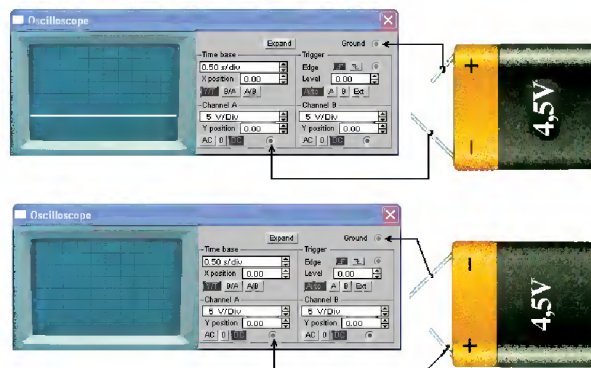 Oscilloscope
Expand
Ground
Time base
Trigger
0.50 s/div
Edge
X position 0.00
Level 0.00
Y/T B/A A/B
Auto A B Ext
Channel A
Channel B
5 V/Div
5 V/Div
Y position 0.00
Y position 0.00
AC 0 DC
AC 0 DC
+
−
4,5V
Oscilloscope
Expand
Ground
Time base
Trigger
0.50 s/div
Edge
X position 0.00
Level 0.00
Y/T B/A A/B
Auto A B Ext
Channel A
Channel B
5 V/Div
5 V/Div
Y position 0.00
Y position 0.00
AC 0 DC
AC 0 DC
−
+
4,5V